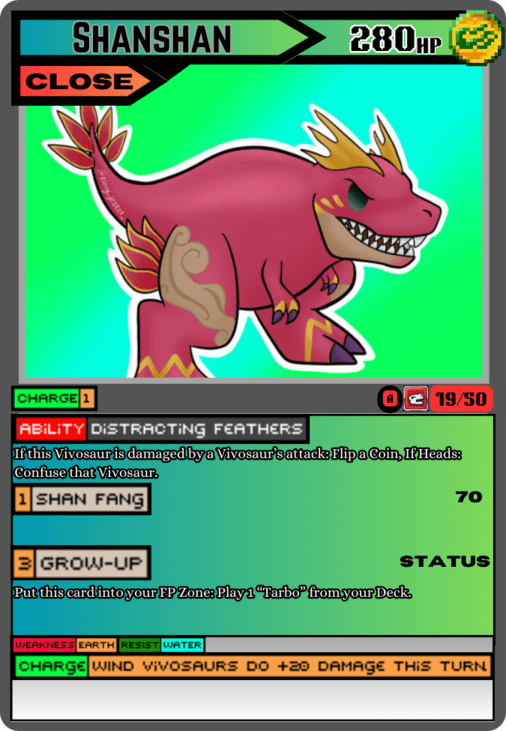 SHANSHAN
280HP
CLOSE
CHARGE 1
A
19/50
ABILITY DISTRACTING FEATHERS
If this Vivosaur is damaged by a Vivosaur's attack: Flip a Coin, If Heads:
Confuse that Vivosaur.
1 SHAN FANG 70
3 GROW-UP STATUS
Put this card into your FP Zone: Play 1 “Tarbo” from your Deck.
WEAKNESS EARTH RESIST WATER
CHARGE WIND VIVOSAURS DO +20 DAMAGE THIS TURN.